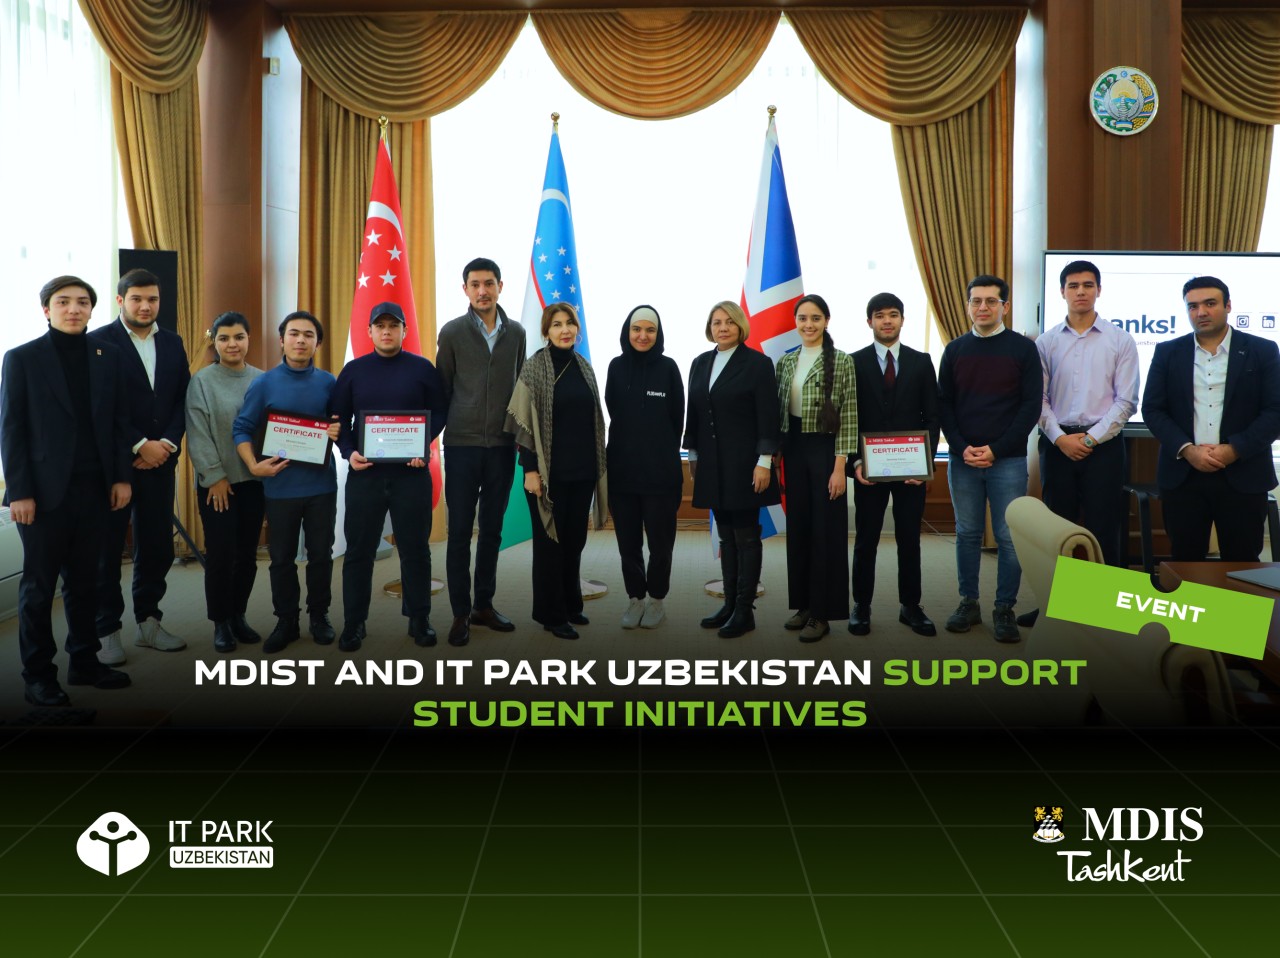 anks!
CERTIFICATE
CERTIFICATE
CERTIFICATE
EVENT
MDIST AND IT PARK UZBEKISTAN SUPPORT
STUDENT INITIATIVES
IT PARK
UZBEKISTAN
MDIS
Tashkent